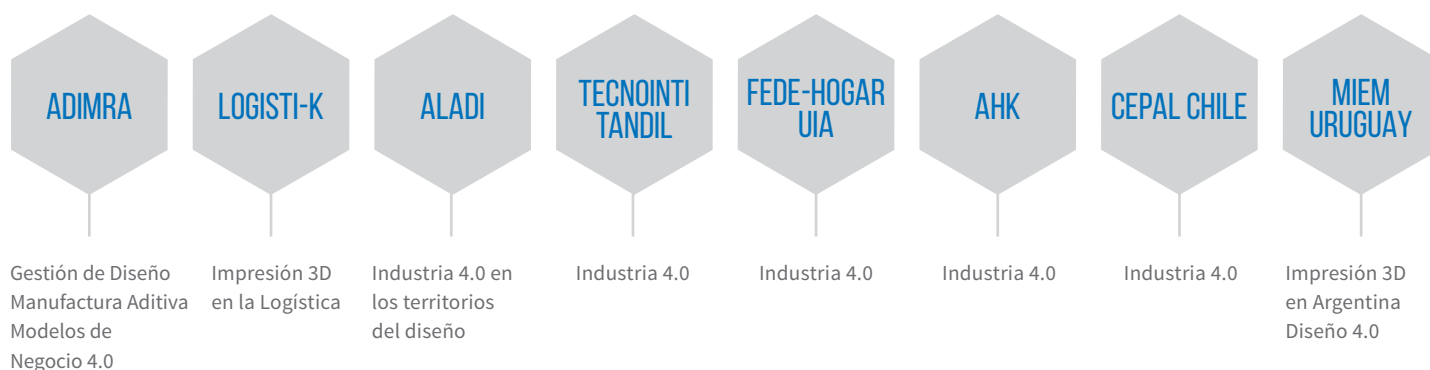 ADIMRA
LOGISTI-K
ALADI
TECNOINTI
TANDIL
FEDE-HOGAR
UIA
AHK
CEPAL CHILE
MIEM
URUGUAY
Gestión de Diseño
Manufactura Aditiva
Modelos de
Negocio 4.0
Impresión 3D
en la Logística
Industria 4.0 en
los territorios
del diseño
Industria 4.0
Industria 4.0
Industria 4.0
Industria 4.0
Impresión 3D
en Argentina
Diseño 4.0